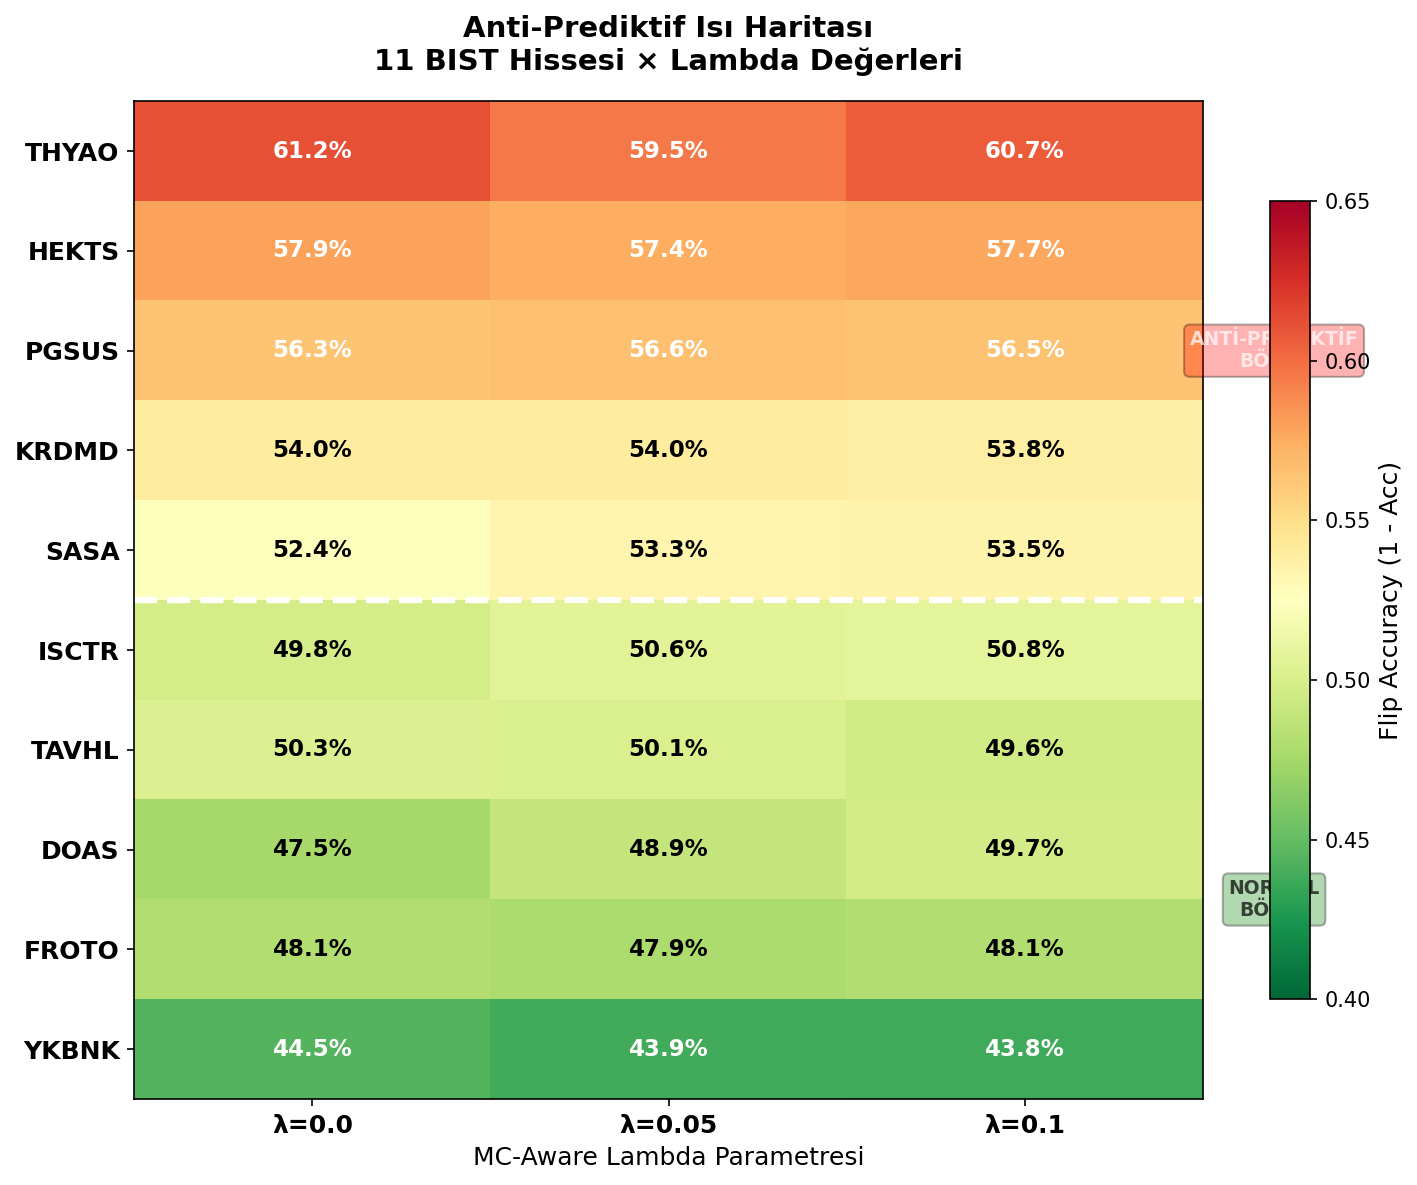 Anti-Prediktif Isı Haritası
11 BIST Hissesi × Lambda Değerleri
THYAO 61.2% 59.5% 60.7%
HEKTS 57.9% 57.4% 57.7%
PGSUS 56.3% 56.6% 56.5%
KRDMD 54.0% 54.0% 53.8%
SASA 52.4% 53.3% 53.5%
ISCTR 49.8% 50.6% 50.8%
TAVHL 50.3% 50.1% 49.6%
DOAS 47.5% 48.9% 49.7%
FROTO 48.1% 47.9% 48.1%
YKBNK 44.5% 43.9% 43.8%
λ=0.0 λ=0.05 λ=0.1
MC-Aware Lambda Parametresi
0.65
0.60
0.55
0.50
0.45
0.40
Flip Accuracy (1 - Acc)